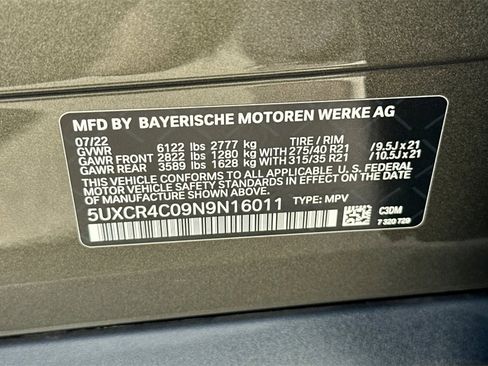 MFD BY BAYERISCHE MOTOREN WERKE AG
07/22
GVWR 6122 lbs 2777 kg TIRE / RIM
GAWR FRONT 2822 lbs 1280 kg 275/40 R21 /9.5J x 21
GAWR REAR 3589 lbs 1628 kg 315/35 R21 /10.5J x 21
THIS VEHICLE CONFORMS TO ALL APPLICABLE U.S. FEDERAL
MOTOR VEHICLE SAFETY STANDARDS IN EFFECT ON THE
DATE OF MANUFACTURE SHOWN ABOVE.
5UXCR4C09N9N16011 TYPE: MPV
C3DM
7 320 729